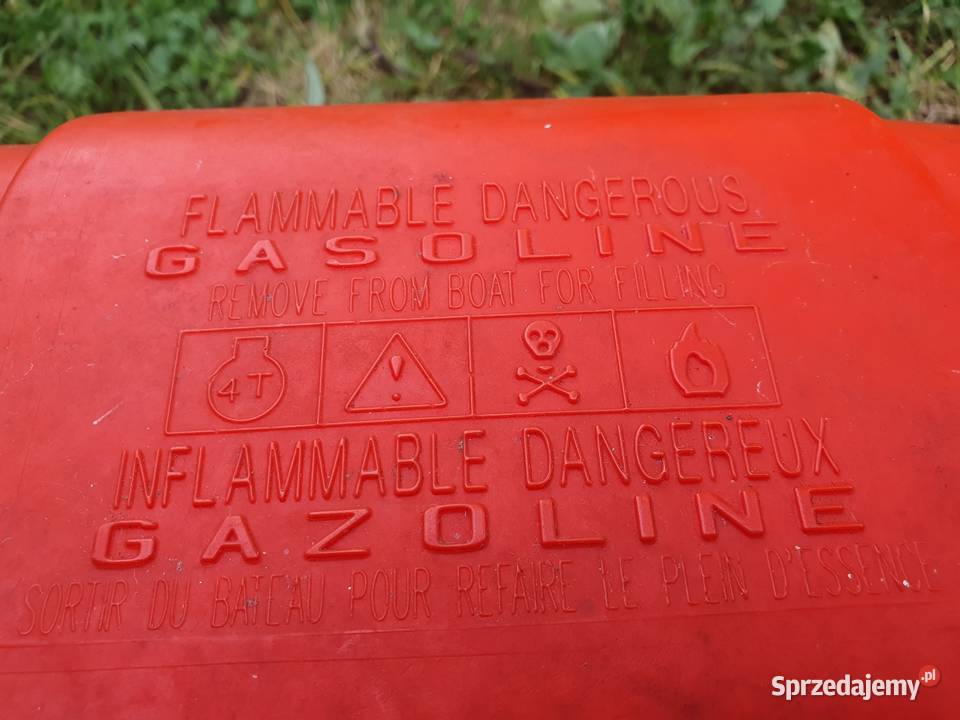 FLAMMABLE DANGEROUS
GASOLINE
REMOVE FROM BOAT FOR FILLING
4T
!
INFLAMMABLE DANGEREUX
GAZOLINE
SORTIR DU BATEAU POUR REFAIRE LE PLEIN D'ESSENCE
Sprzedajemy.pl